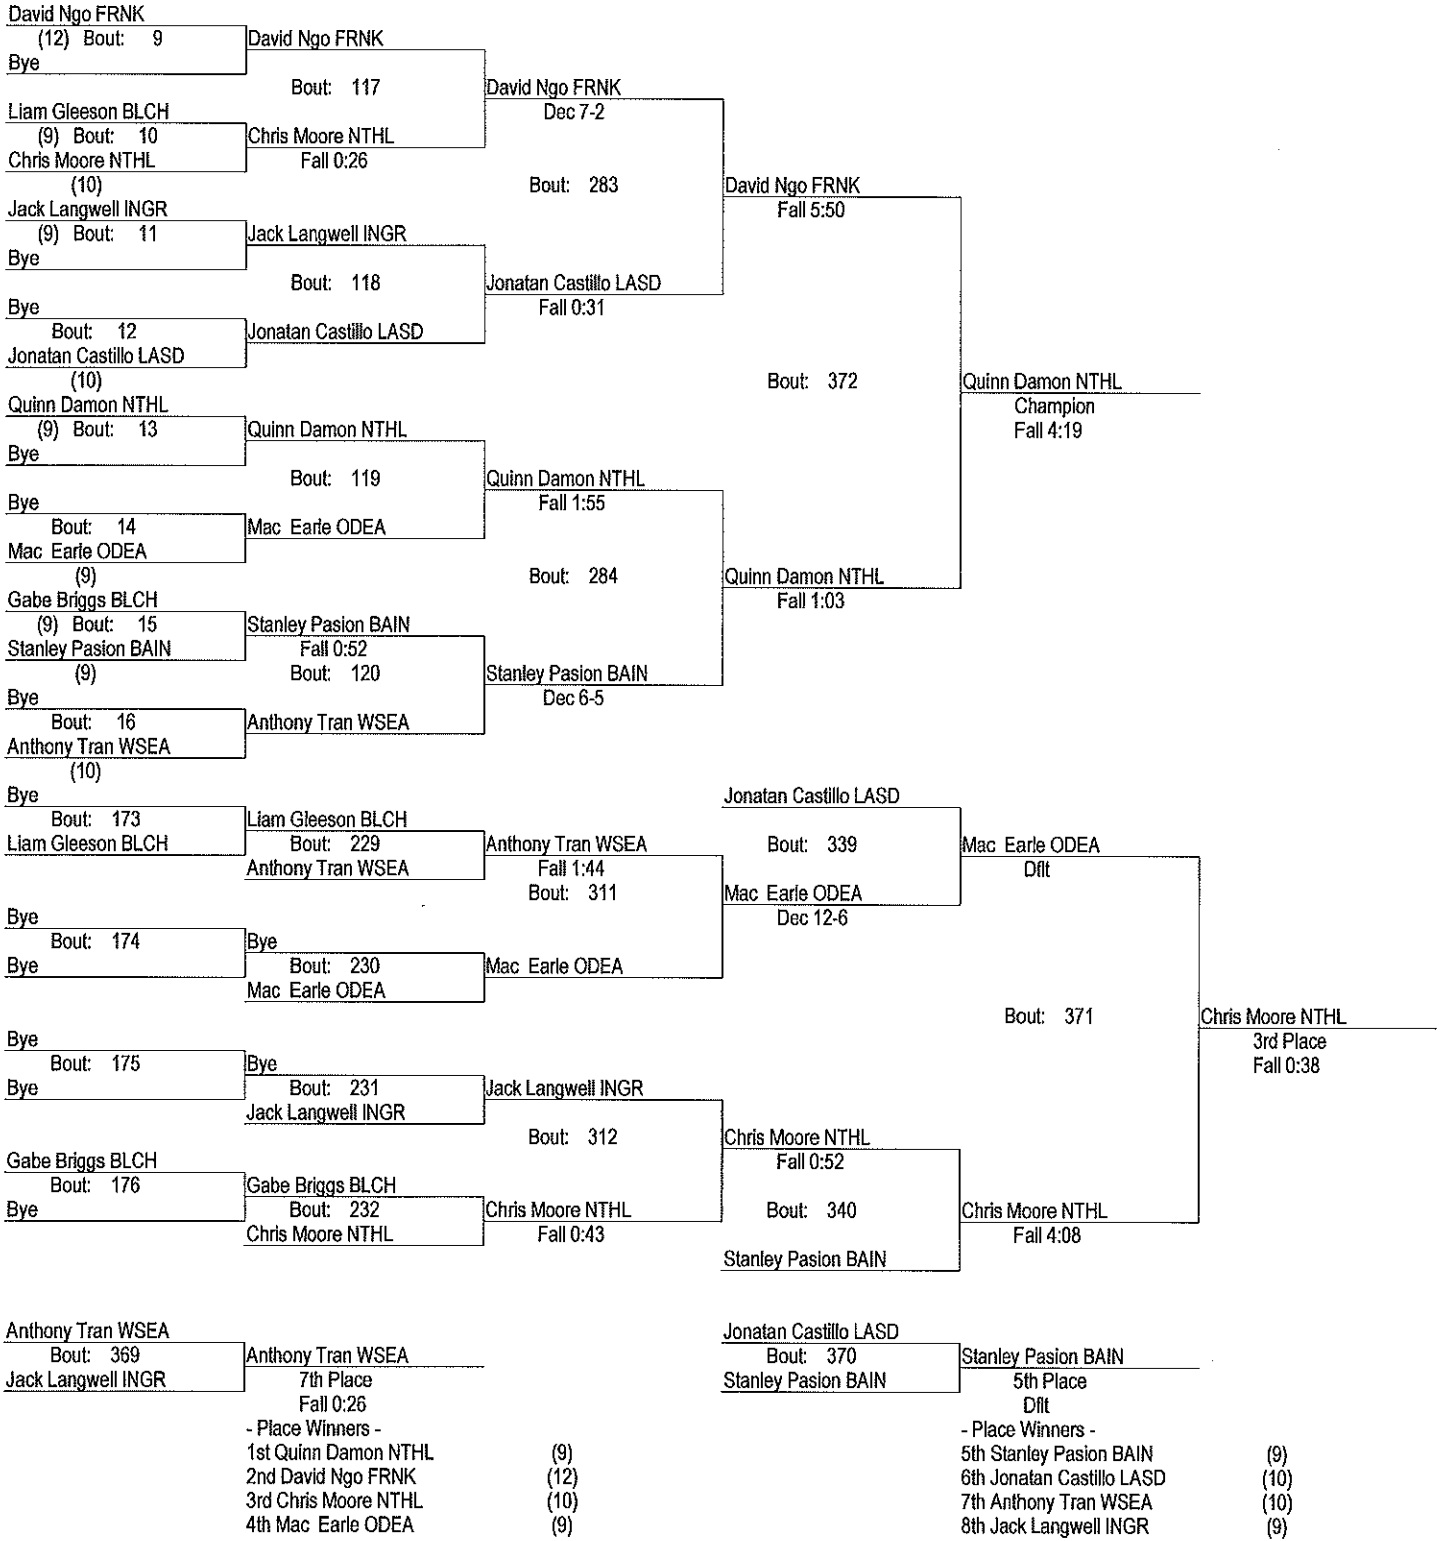 David Ngo FRNK
(12) Bout: 9
David Ngo FRNK
Bye
Bout: 117
David Ngo FRNK
Dec 7-2
Liam Gleeson BLCH
(9) Bout: 10
Chris Moore NTHL
Fall 0:26
Chris Moore NTHL
(10)
Bout: 283
David Ngo FRNK
Fall 5:50
Jack Langwell INGR
(9) Bout: 11
Jack Langwell INGR
Bye
Bout: 118
Jonatan Castillo LASD
Fall 0:31
Bye
Bout: 12
Jonatan Castillo LASD
Jonatan Castillo LASD
(10)
Bout: 372
Quinn Damon NTHL
Champion
Fall 4:19
Quinn Damon NTHL
(9) Bout: 13
Quinn Damon NTHL
Bye
Bout: 119
Quinn Damon NTHL
Fall 1:55
Bye
Bout: 14
Mac Earle ODEA
Mac Earle ODEA
(9)
Bout: 284
Quinn Damon NTHL
Fall 1:03
Gabe Briggs BLCH
(9) Bout: 15
Stanley Pasion BAIN
Fall 0:52
Stanley Pasion BAIN
(9)
Bout: 120
Stanley Pasion BAIN
Dec 6-5
Bye
Bout: 16
Anthony Tran WSEA
Anthony Tran WSEA
(10)
Bye
Bout: 173
Liam Gleeson BLCH
Liam Gleeson BLCH
Bout: 229
Anthony Tran WSEA
Anthony Tran WSEA
Fall 1:44
Bout: 311
Jonatan Castillo LASD
Bout: 339
Mac Earle ODEA
Dec 12-6
Mac Earle ODEA
Dflt
Bye
Bout: 174
Bye
Bye
Bout: 230
Mac Earle ODEA
Mac Earle ODEA
Bout: 371
Chris Moore NTHL
3rd Place
Fall 0:38
Bye
Bout: 175
Bye
Bye
Bout: 231
Jack Langwell INGR
Jack Langwell INGR
Bout: 312
Chris Moore NTHL
Fall 0:52
Gabe Briggs BLCH
Bout: 176
Bye
Gabe Briggs BLCH
Bout: 232
Chris Moore NTHL
Chris Moore NTHL
Fall 0:43
Bout: 340
Stanley Pasion BAIN
Chris Moore NTHL
Fall 4:08
Anthony Tran WSEA
Bout: 369
Jack Langwell INGR
Anthony Tran WSEA
7th Place
Fall 0:26
Jonatan Castillo LASD
Bout: 370
Stanley Pasion BAIN
Stanley Pasion BAIN
5th Place
Dflt
- Place Winners -
1st Quinn Damon NTHL (9)
2nd David Ngo FRNK (12)
3rd Chris Moore NTHL (10)
4th Mac Earle ODEA (9)
- Place Winners -
5th Stanley Pasion BAIN (9)
6th Jonatan Castillo LASD (10)
7th Anthony Tran WSEA (10)
8th Jack Langwell INGR (9)